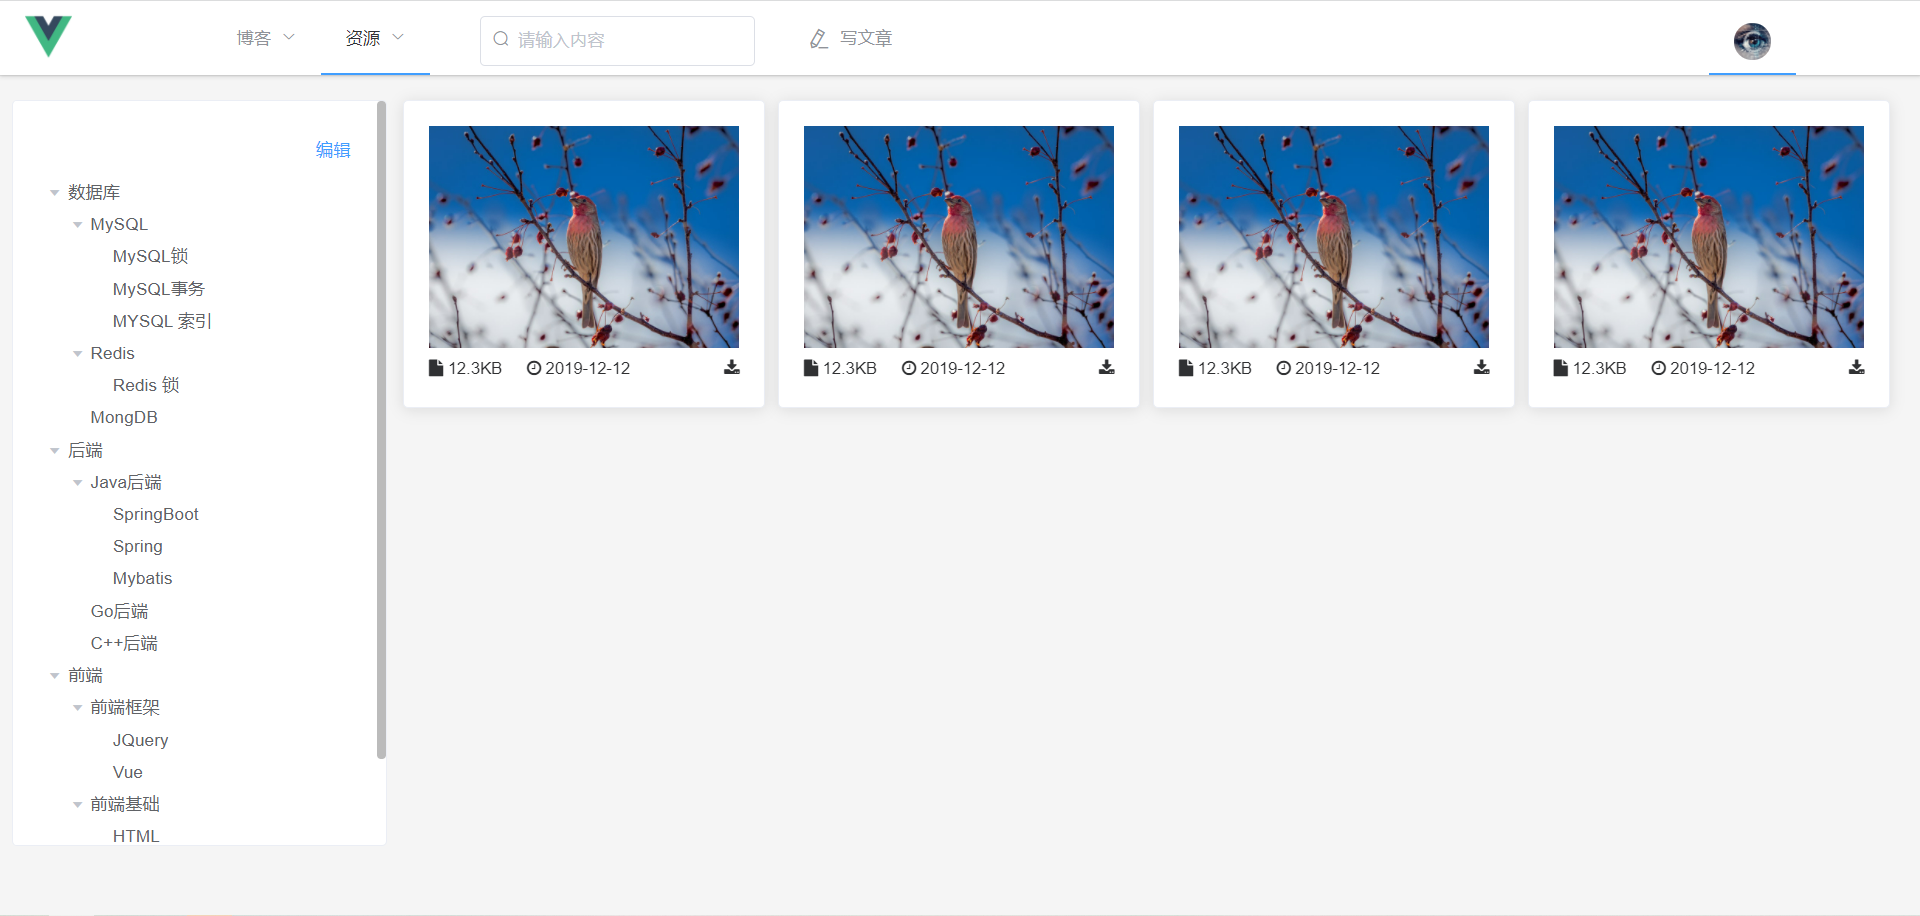 博客
资源
请输入内容
写文章
编辑
数据库
MySQL
MySQL锁
MySQL事务
MYSQL 索引
Redis
Redis 锁
MongDB
后端
Java后端
SpringBoot
Spring
Mybatis
Go后端
C++后端
前端
前端框架
JQuery
Vue
前端基础
HTML
12.3KB 2019-12-12
12.3KB 2019-12-12
12.3KB 2019-12-12
12.3KB 2019-12-12